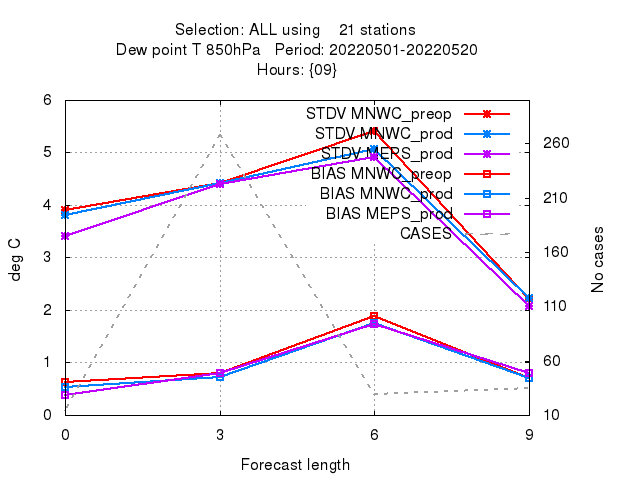 Selection: ALL using    21 stations
Dew point T 850hPa   Period: 20220501-20220520
Hours: {09}
STDV MNWC_preop
STDV MNWC_prod
STDV MEPS_prod
BIAS MNWC_preop
BIAS MNWC_prod
BIAS MEPS_prod
CASES
deg C
6
5
4
3
2
1
0
260
210
160
110
60
10
No cases
0 3 6 9
Forecast length